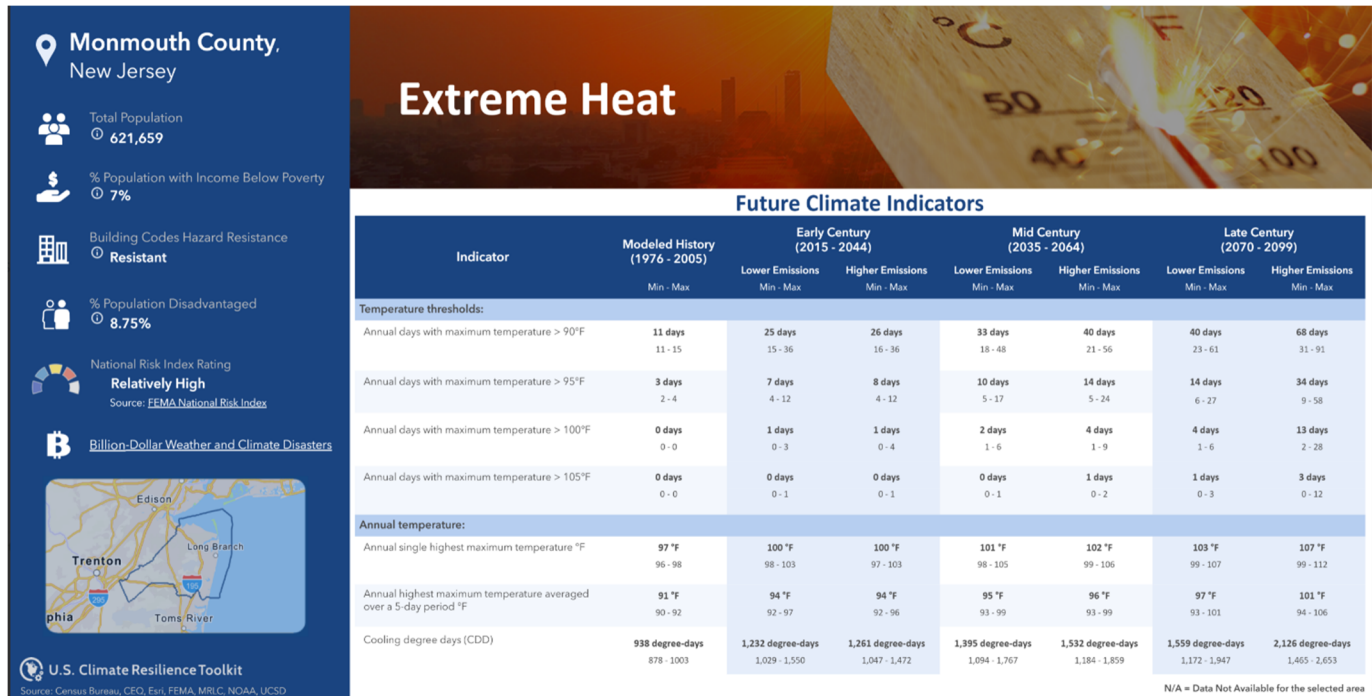 Monmouth County,
New Jersey
Total Population
621,659
% Population with Income Below Poverty
7%
Building Codes Hazard Resistance
Resistant
% Population Disadvantaged
8.75%
National Risk Index Rating
Relatively High
Source: FEMA National Risk Index
Billion-Dollar Weather and Climate Disasters
Edison
Long Branch
Trenton
195
295
phia
Toms River
U.S. Climate Resilience Toolkit
Source: Census Bureau, CEQ, Esri, FEMA, MRLC, NOAA, UCSD
Extreme Heat
°C F
50 120
40 100
Future Climate Indicators
Indicator
Modeled History
(1976 - 2005)
Min - Max
Early Century
(2015 - 2044)
Lower Emissions Higher Emissions
Min - Max Min - Max
Mid Century
(2035 - 2064)
Lower Emissions Higher Emissions
Min - Max Min - Max
Late Century
(2070 - 2099)
Lower Emissions Higher Emissions
Min - Max Min - Max
Temperature thresholds:
Annual days with maximum temperature > 90°F 11 days 25 days 26 days 33 days 40 days 40 days 68 days
11 - 15 15 - 36 16 - 36 18 - 48 21 - 56 23 - 61 31 - 91
Annual days with maximum temperature > 95°F 3 days 7 days 8 days 10 days 14 days 14 days 34 days
2 - 4 4 - 12 4 - 12 5 - 17 5 - 24 6 - 27 9 - 58
Annual days with maximum temperature > 100°F 0 days 1 days 1 days 2 days 4 days 4 days 13 days
0 - 0 0 - 3 0 - 4 1 - 6 1 - 9 1 - 6 2 - 28
Annual days with maximum temperature > 105°F 0 days 0 days 0 days 0 days 1 days 1 days 3 days
0 - 0 0 - 1 0 - 1 0 - 1 0 - 2 0 - 3 0 - 12
Annual temperature:
Annual single highest maximum temperature °F 97 °F 100 °F 100 °F 101 °F 102 °F 103 °F 107 °F
96 - 98 98 - 103 97 - 103 98 - 105 99 - 106 99 - 107 99 - 112
Annual highest maximum temperature averaged 91 °F 94 °F 94 °F 95 °F 96 °F 97 °F 101 °F
over a 5-day period °F 90 - 92 92 - 97 92 - 96 93 - 99 93 - 99 93 - 101 94 - 106
Cooling degree days (CDD) 938 degree-days 1,232 degree-days 1,261 degree-days 1,395 degree-days 1,532 degree-days 1,559 degree-days 2,126 degree-days
878 - 1003 1,029 - 1,550 1,047 - 1,472 1,094 - 1,767 1,184 - 1,859 1,172 - 1,947 1,465 - 2,653
N/A = Data Not Available for the selected area